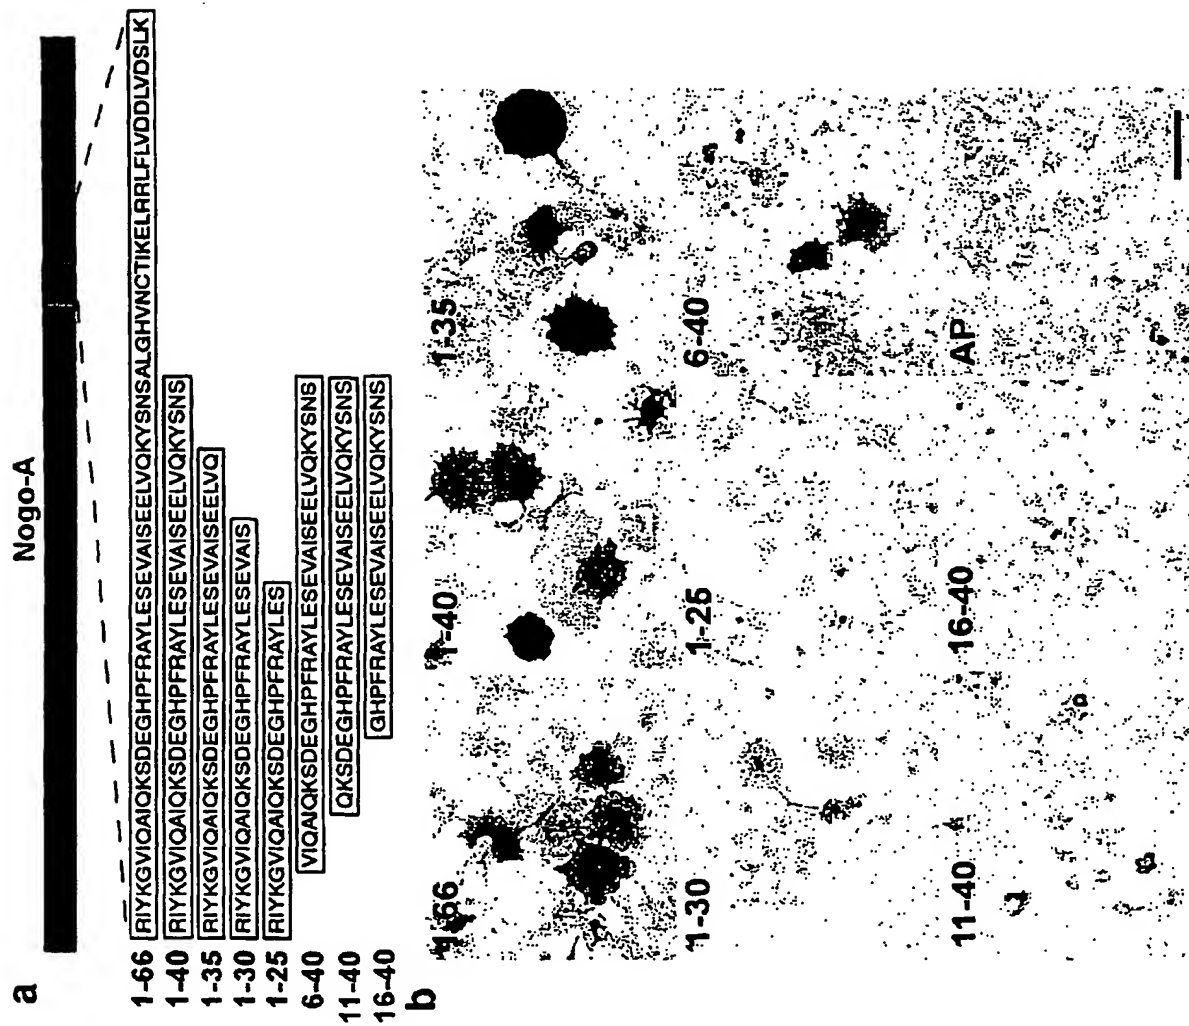 a
Nogo-A
1-66 RIYKGVIQAIQKSDEGHPFRAYLESEVAISEELVQKYSNSALGHVNCTIKELRRLFLVDDLVDSLK
1-40 RIYKGVIQAIQKSDEGHPFRAYLESEVAISEELVQKYSNS
1-35 RIYKGVIQAIQKSDEGHPFRAYLESEVAISEELVQ
1-30 RIYKGVIQAIQKSDEGHPFRAYLESEVAIS
1-25 RIYKGVIQAIQKSDEGHPFRAYLES
6-40 VIQAIQKSDEGHPFRAYLESEVAISEELVQKYSNS
11-40 QKSDEGHPFRAYLESEVAISEELVQKYSNS
16-40 GHPFRAYLESEVAISEELVQKYSNS
b
1-66 1-40 1-35
1-30 1-25 6-40
11-40 16-40 AP